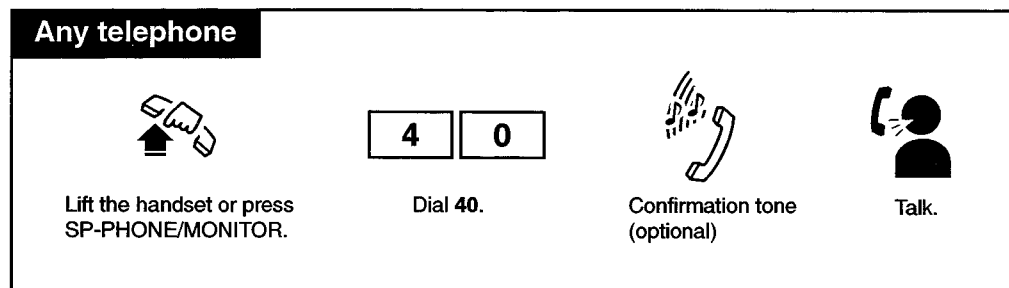 Any telephone
4 0
Lift the handset or press
SP-PHONE/MONITOR.
Dial 40.
Confirmation tone
(optional)
Talk.